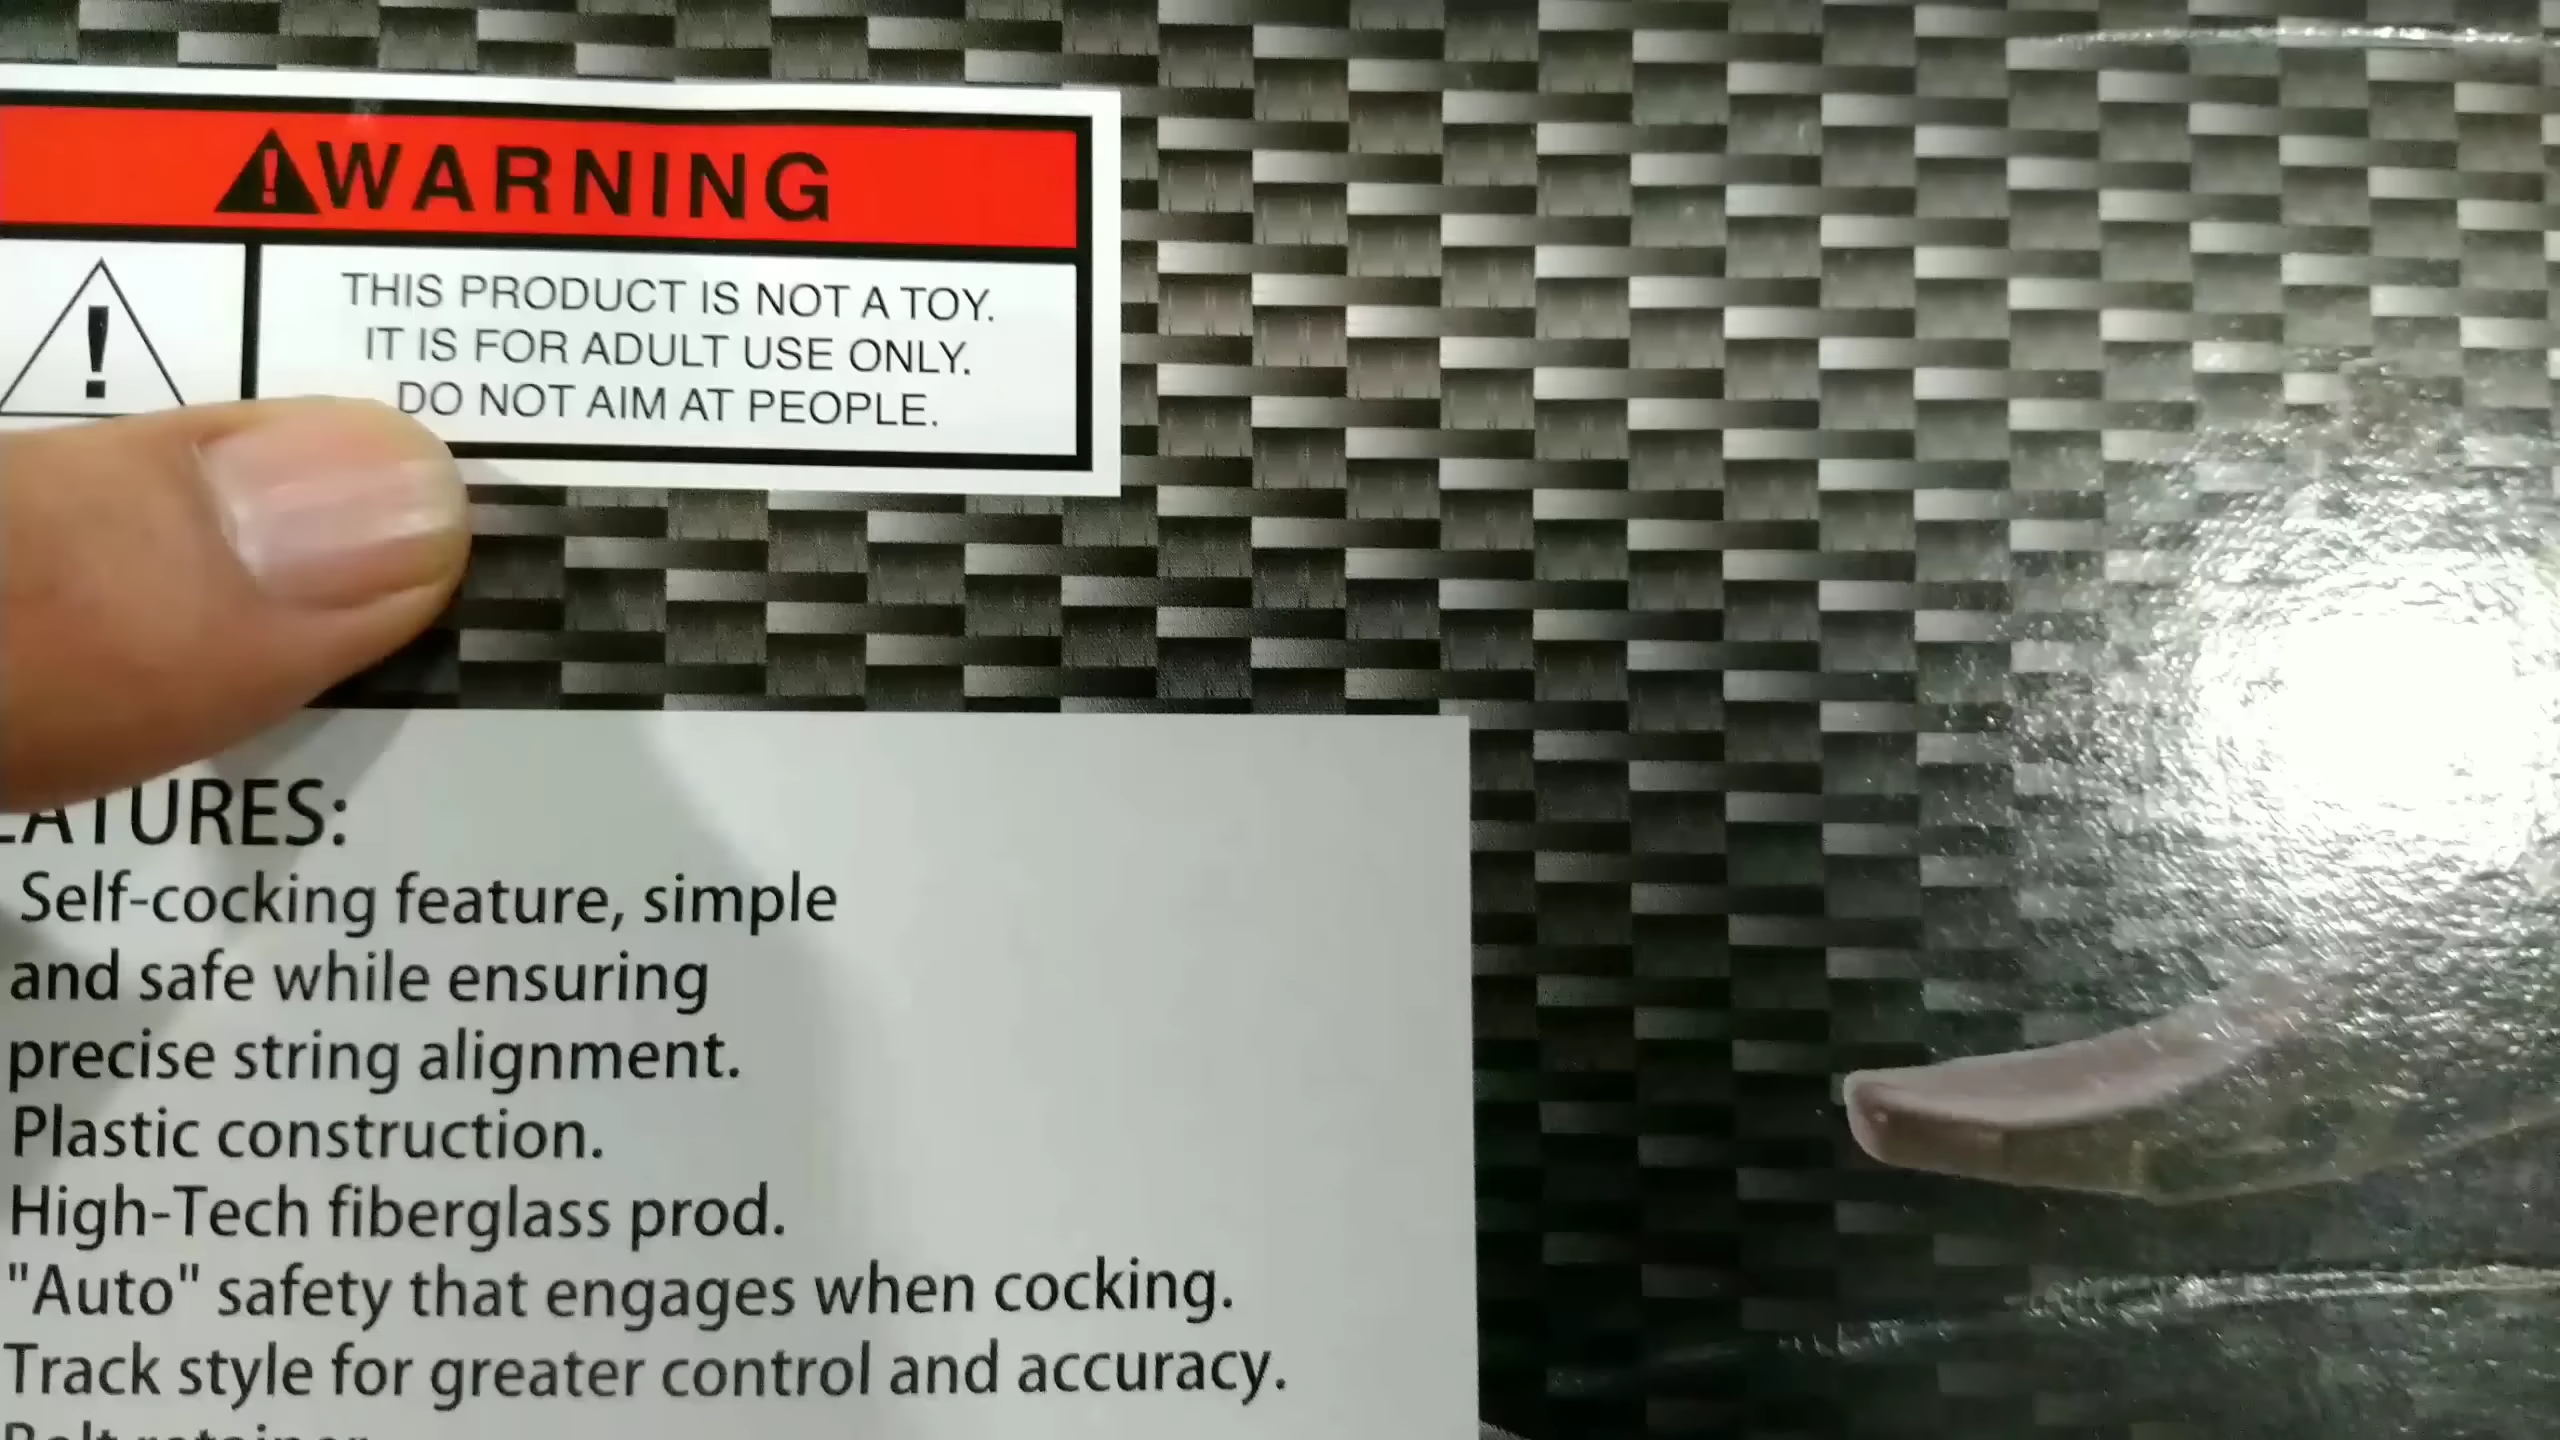 WARNING
THIS PRODUCT IS NOT A TOY.
IT IS FOR ADULT USE ONLY.
DO NOT AIM AT PEOPLE.
Self-cocking feature, simple
and safe while ensuring
precise string alignment.
Plastic construction.
High-Tech fiberglass prod.
"Auto" safety that engages when cocking.
Track style for greater control and accuracy.